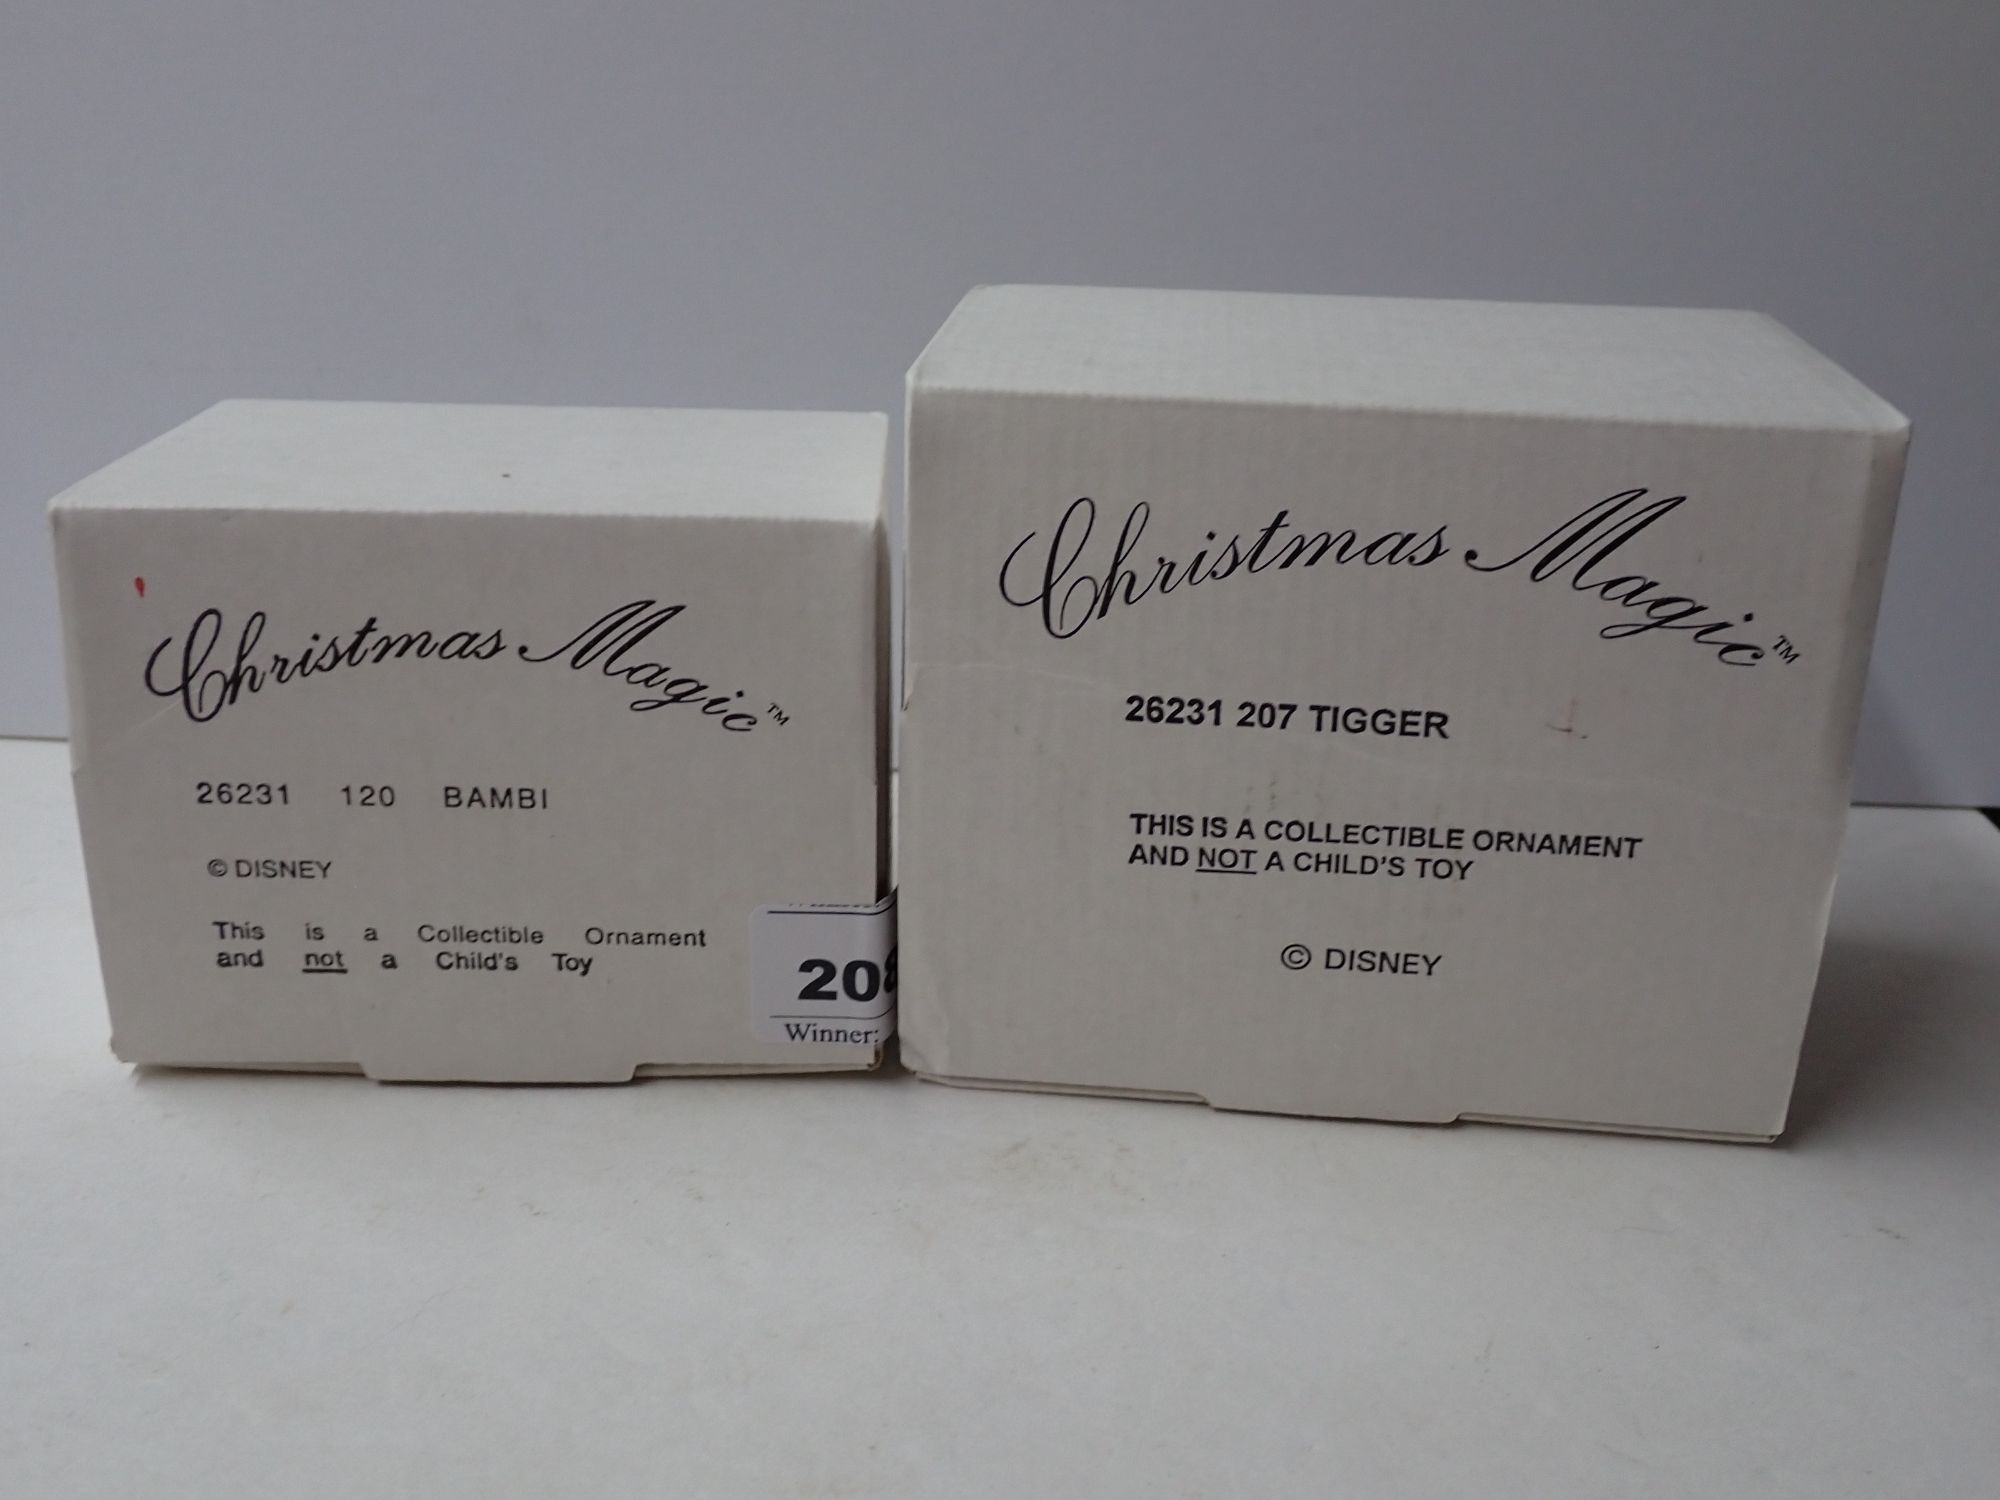 Christmas Magic™
26231 120 BAMBI
© DISNEY
This is a Collectible Ornament
and not a Child's Toy
20
Winner:
Christmas Magic™
26231 207 TIGGER
THIS IS A COLLECTIBLE ORNAMENT
AND NOT A CHILD'S TOY
© DISNEY